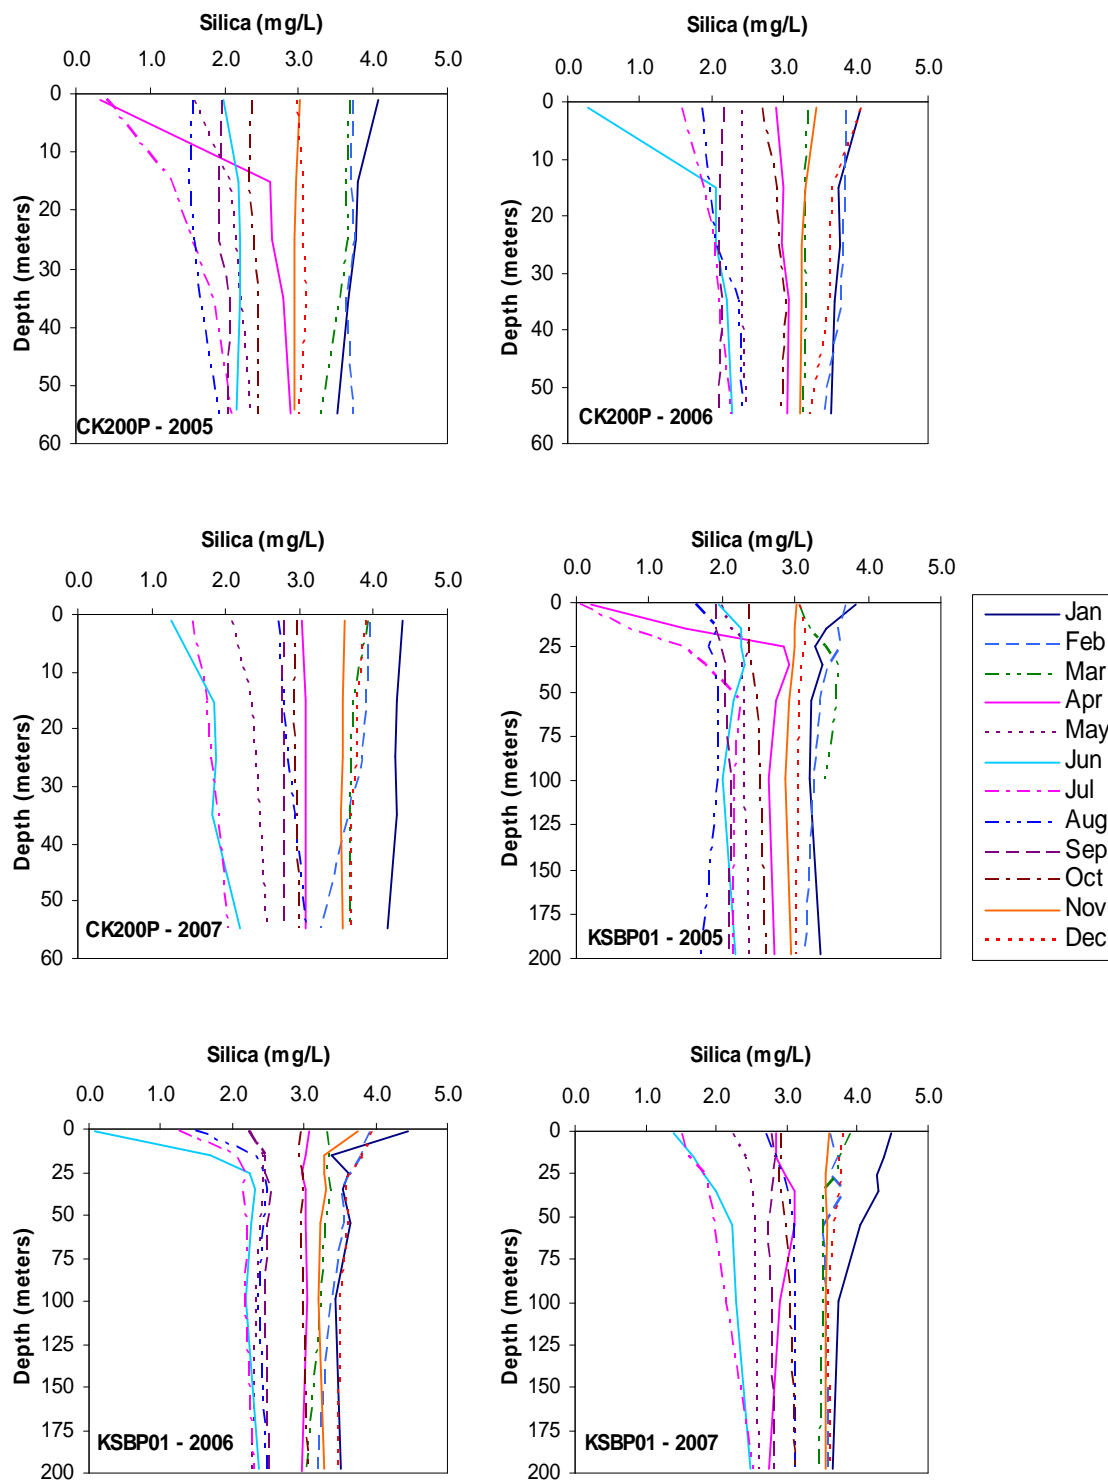 Silica (mg/L)
0.0 1.0 2.0 3.0 4.0 5.0
Depth (meters)
0
10
20
30
40
50
60
CK200P - 2005
Silica (mg/L)
0.0 1.0 2.0 3.0 4.0 5.0
Depth (meters)
0
10
20
30
40
50
60
CK200P - 2006
Silica (mg/L)
0.0 1.0 2.0 3.0 4.0 5.0
Depth (meters)
0
10
20
30
40
50
60
CK200P - 2007
Silica (mg/L)
0.0 1.0 2.0 3.0 4.0 5.0
Depth (meters)
0
25
50
75
100
125
150
175
200
KSBP01 - 2005
Jan
Feb
Mar
Apr
May
Jun
Jul
Aug
Sep
Oct
Nov
Dec
Silica (mg/L)
0.0 1.0 2.0 3.0 4.0 5.0
Depth (meters)
0
25
50
75
100
125
150
175
200
KSBP01 - 2006
Silica (mg/L)
0.0 1.0 2.0 3.0 4.0 5.0
Depth (meters)
0
25
50
75
100
125
150
175
200
KSBP01 - 2007